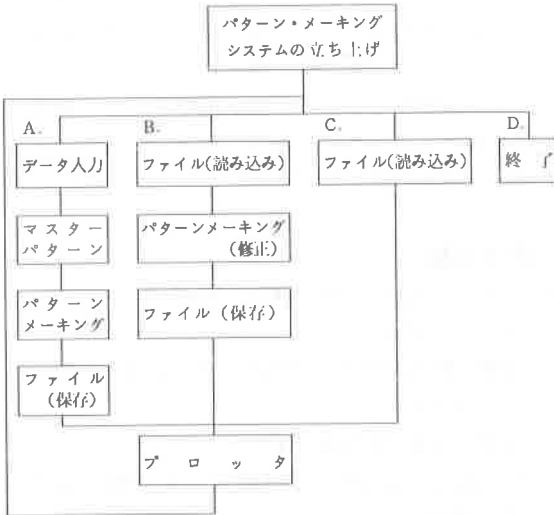 パターン・メーキング
システムの立ち上げ
A.
B.
C.
D.
データ入力
ファイル(読み込み)
ファイル(読み込み)
終了
マスター
パターン
パターンメーキング
(修正)
パターン
メーキング
ファイル(保存)
ファイル
(保存)
プロッタ